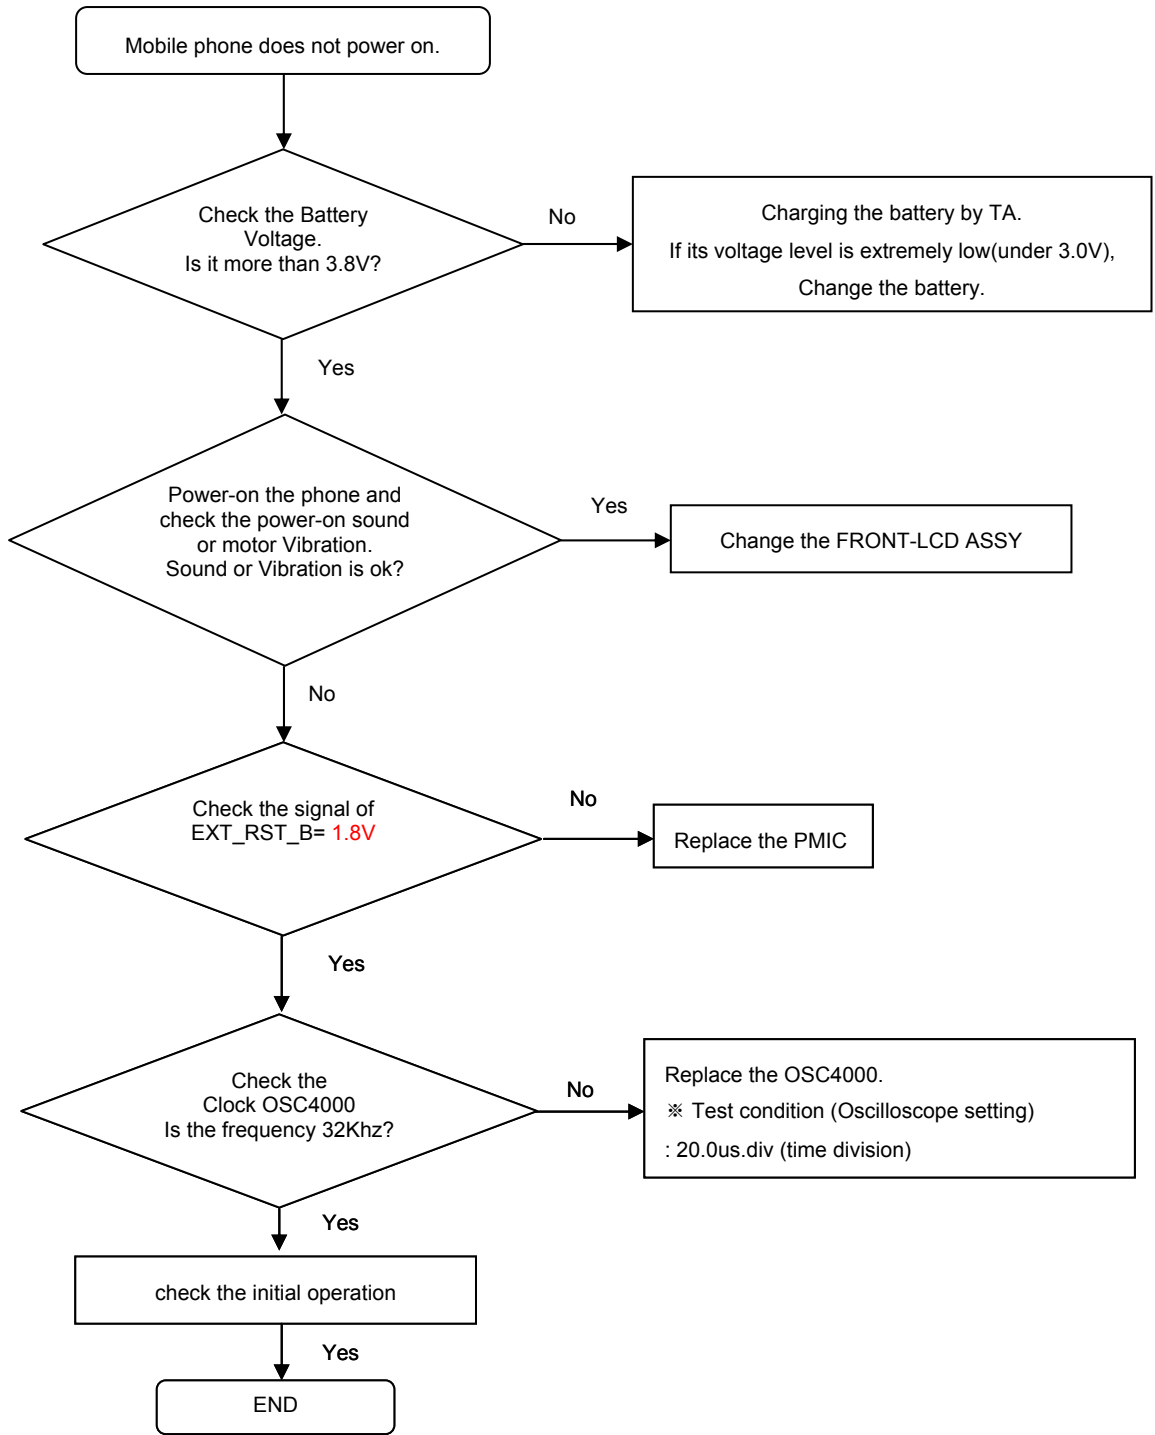 Mobile phone does not power on.
Check the Battery
Voltage.
Is it more than 3.8V?
No
Charging the battery by TA.
If its voltage level is extremely low(under 3.0V),
Change the battery.
Yes
Power-on the phone and
check the power-on sound
or motor Vibration.
Sound or Vibration is ok?
Yes
Change the FRONT-LCD ASSY
No
Check the signal of
EXT_RST_B= 1.8V
No
Replace the PMIC
Yes
Check the
Clock OSC4000
Is the frequency 32Khz?
No
Replace the OSC4000.
※ Test condition (Oscilloscope setting)
: 20.0us.div (time division)
Yes
check the initial operation
Yes
END